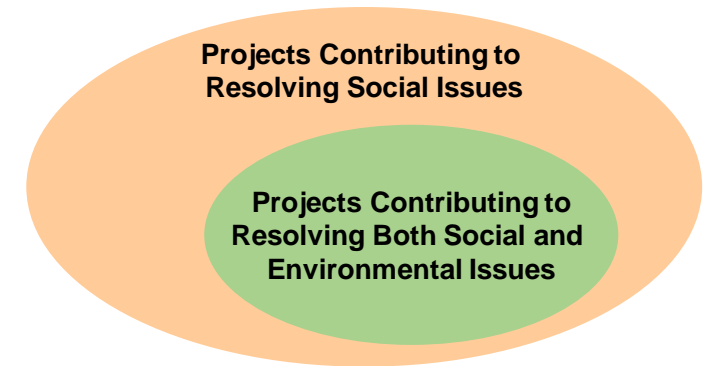 Projects Contributing to
Resolving Social Issues
Projects Contributing to
Resolving Both Social and
Environmental Issues